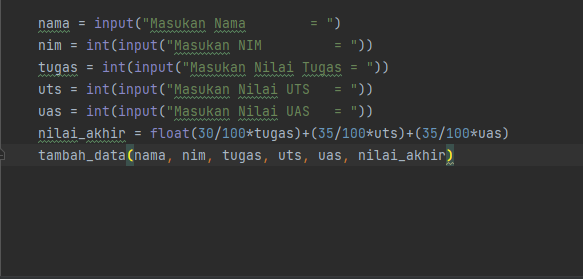 nama = input("Masukan Nama        = ")
nim = int(input("Masukan NIM         = "))
tugas = int(input("Masukan Nilai Tugas = "))
uts = int(input("Masukan Nilai UTS   = "))
uas = int(input("Masukan Nilai UAS   = "))
nilai_akhir = float(30/100*tugas)+(35/100*uts)+(35/100*uas)
tambah_data(nama, nim, tugas, uts, uas, nilai_akhir)